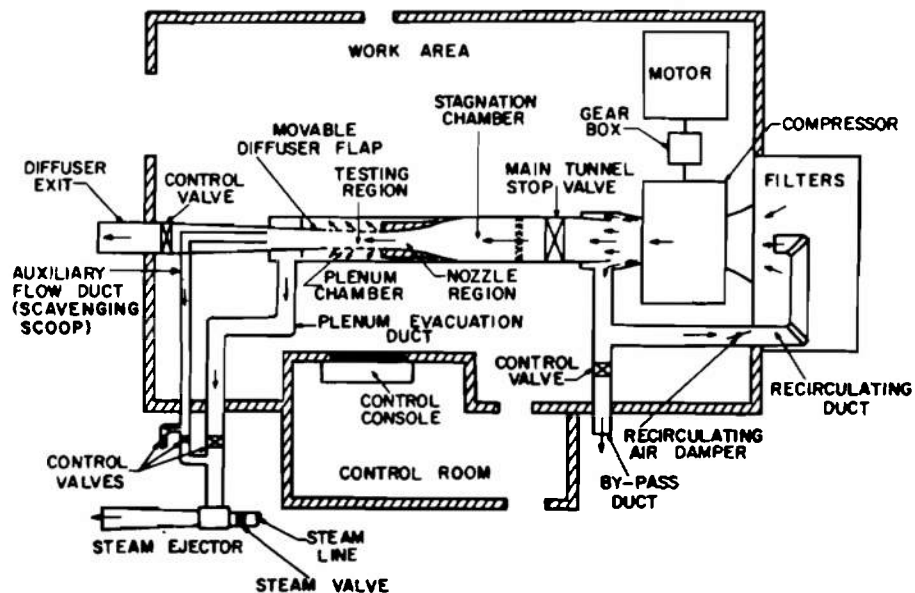 WORK AREA
MOTOR
STAGNATION
CHAMBER
GEAR
BOX
COMPRESSOR
MOVABLE
DIFFUSER FLAP
TESTING
REGION
MAIN TUNNEL
STOP VALVE
DIFFUSER
EXIT
CONTROL
VALVE
FILTERS
AUXILIARY
FLOW DUCT
(SCAVENGING
SCOOP)
PLENUM
CHAMBER
NOZZLE
REGION
PLENUM EVACUATION
DUCT
CONTROL
VALVE
CONTROL
CONSOLE
RECIRCULATING
DUCT
RECIRCULATING
AIR DAMPER
CONTROL
VALVES
CONTROL ROOM
BY-PASS
DUCT
STEAM EJECTOR
STEAM
LINE
STEAM VALVE